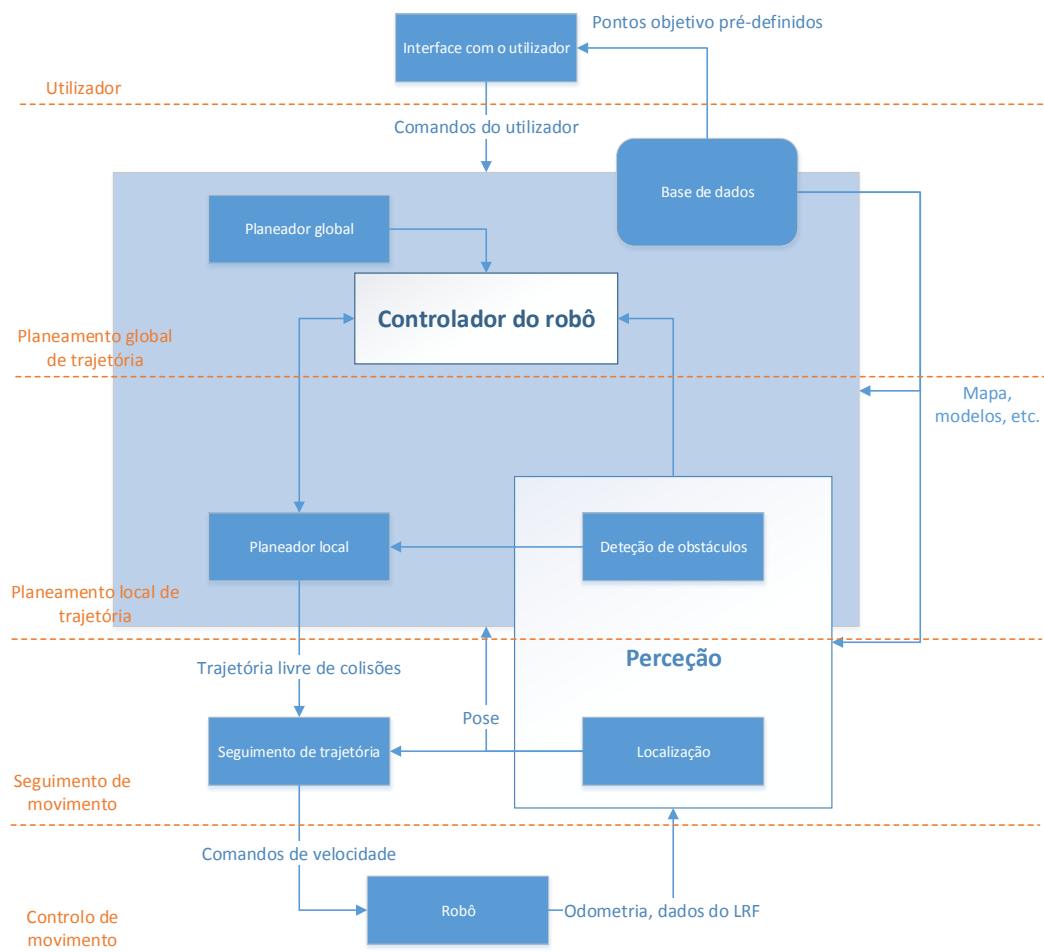 Pontos objetivo pré-definidos
Interface com o utilizador
Utilizador
Comandos do utilizador
Base de dados
Planeador global
Controlador do robô
Planeamento global
de trajetória
Mapa,
modelos, etc.
Planeador local
Deteção de obstáculos
Planeamento local de
trajetória
Perceção
Trajetória livre de colisões
Pose
Seguimento de trajetória
Localização
Seguimento de
movimento
Comandos de velocidade
Robô
Odometria, dados do LRF
Controlo de
movimento